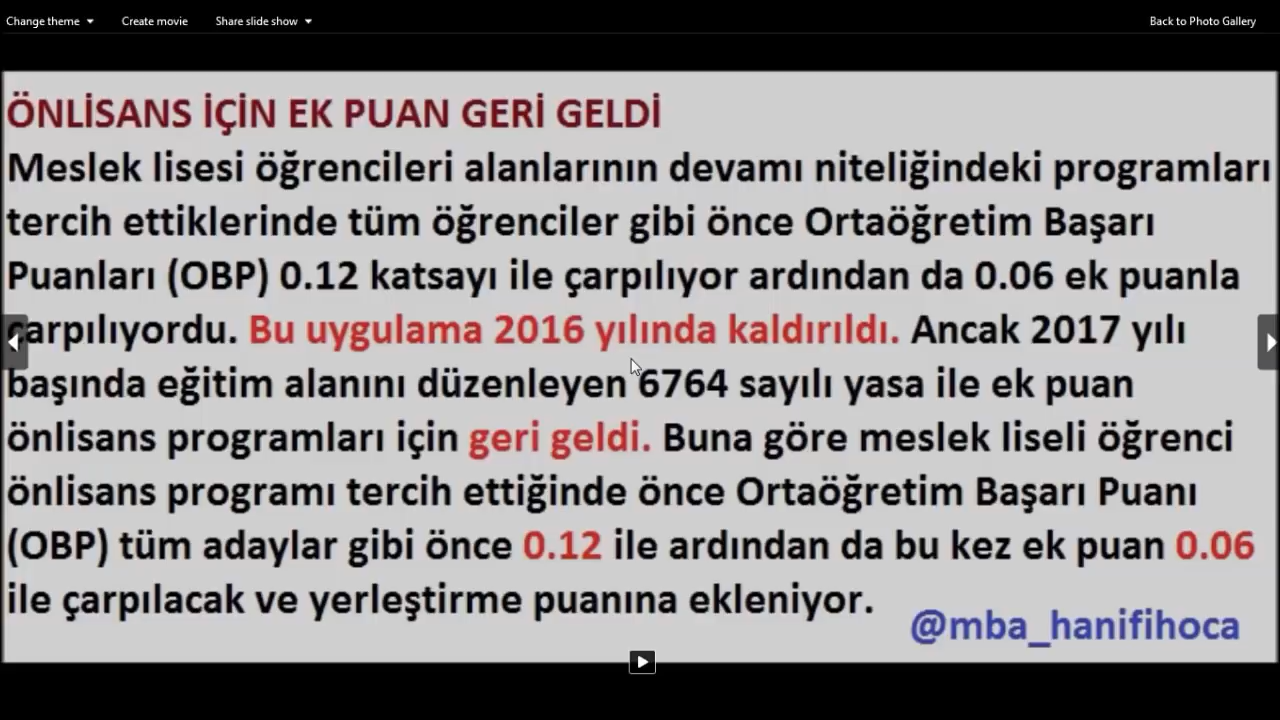 Change theme
Create movie
Share slide show
Back to Photo Gallery
ÖNLİSANS İÇİN EK PUAN GERİ GELDİ
Meslek lisesi öğrencileri alanlarının devamı niteliğindeki programları
tercih ettiklerinde tüm öğrenciler gibi önce Ortaöğretim Başarı
Puanları (OBP) 0.12 katsayı ile çarpılıyor ardından da 0.06 ek puanla
çarpılıyordu. Bu uygulama 2016 yılında kaldırıldı. Ancak 2017 yılı
başında eğitim alanını düzenleyen 6764 sayılı yasa ile ek puan
önlisans programları için geri geldi. Buna göre meslek liseli öğrenci
önlisans programı tercih ettiğinde önce Ortaöğretim Başarı Puanı
(OBP) tüm adaylar gibi önce 0.12 ile ardından da bu kez ek puan 0.06
ile çarpılacak ve yerleştirme puanına ekleniyor.
@mba_hanifihoca